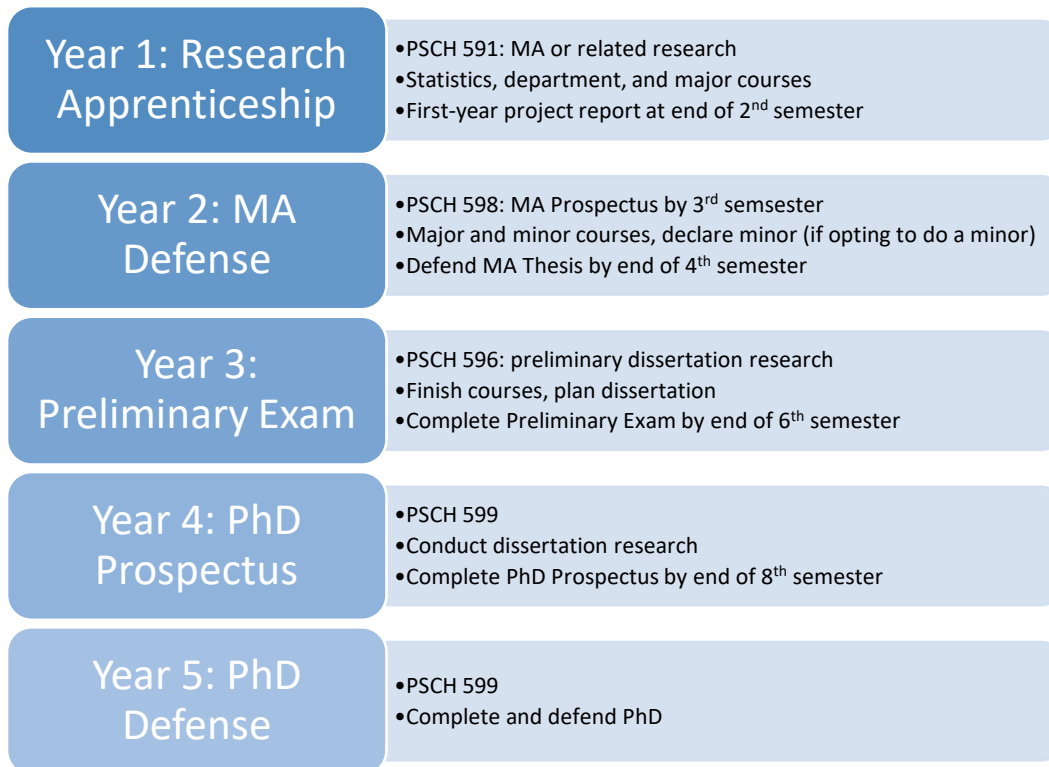 Year 1: Research
Apprenticeship
•PSCH 591: MA or related research
•Statistics, department, and major courses
•First-year project report at end of 2nd semester
Year 2: MA
Defense
•PSCH 598: MA Prospectus by 3rd semsester
•Major and minor courses, declare minor (if opting to do a minor)
•Defend MA Thesis by end of 4th semester
Year 3:
Preliminary Exam
•PSCH 596: preliminary dissertation research
•Finish courses, plan dissertation
•Complete Preliminary Exam by end of 6th semester
Year 4: PhD
Prospectus
•PSCH 599
•Conduct dissertation research
•Complete PhD Prospectus by end of 8th semester
Year 5: PhD
Defense
•PSCH 599
•Complete and defend PhD